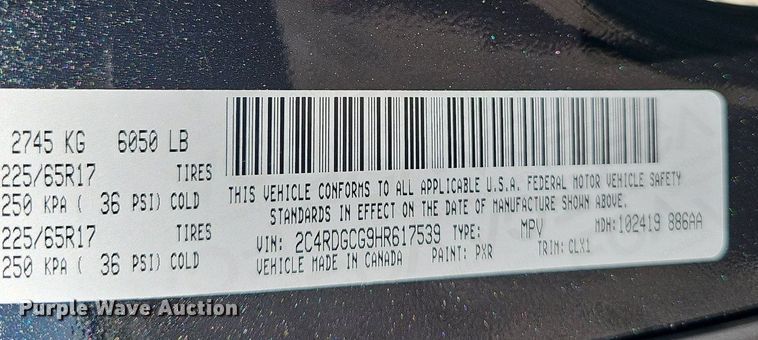 2745 KG 6050 LB
225/65R17 TIRES
250 KPA ( 36 PSI) COLD
225/65R17 TIRES
250 KPA ( 36 PSI) COLD
THIS VEHICLE CONFORMS TO ALL APPLICABLE U.S.A. FEDERAL MOTOR VEHICLE SAFETY
STANDARDS IN EFFECT ON THE DATE OF MANUFACTURE SHOWN ABOVE.
VIN: 2C4RDGCG9HR617539 TYPE: MPV MDH: 102419 886AA
VEHICLE MADE IN CANADA PAINT: PXR TRIM: CLX1
Purple Wave Auction